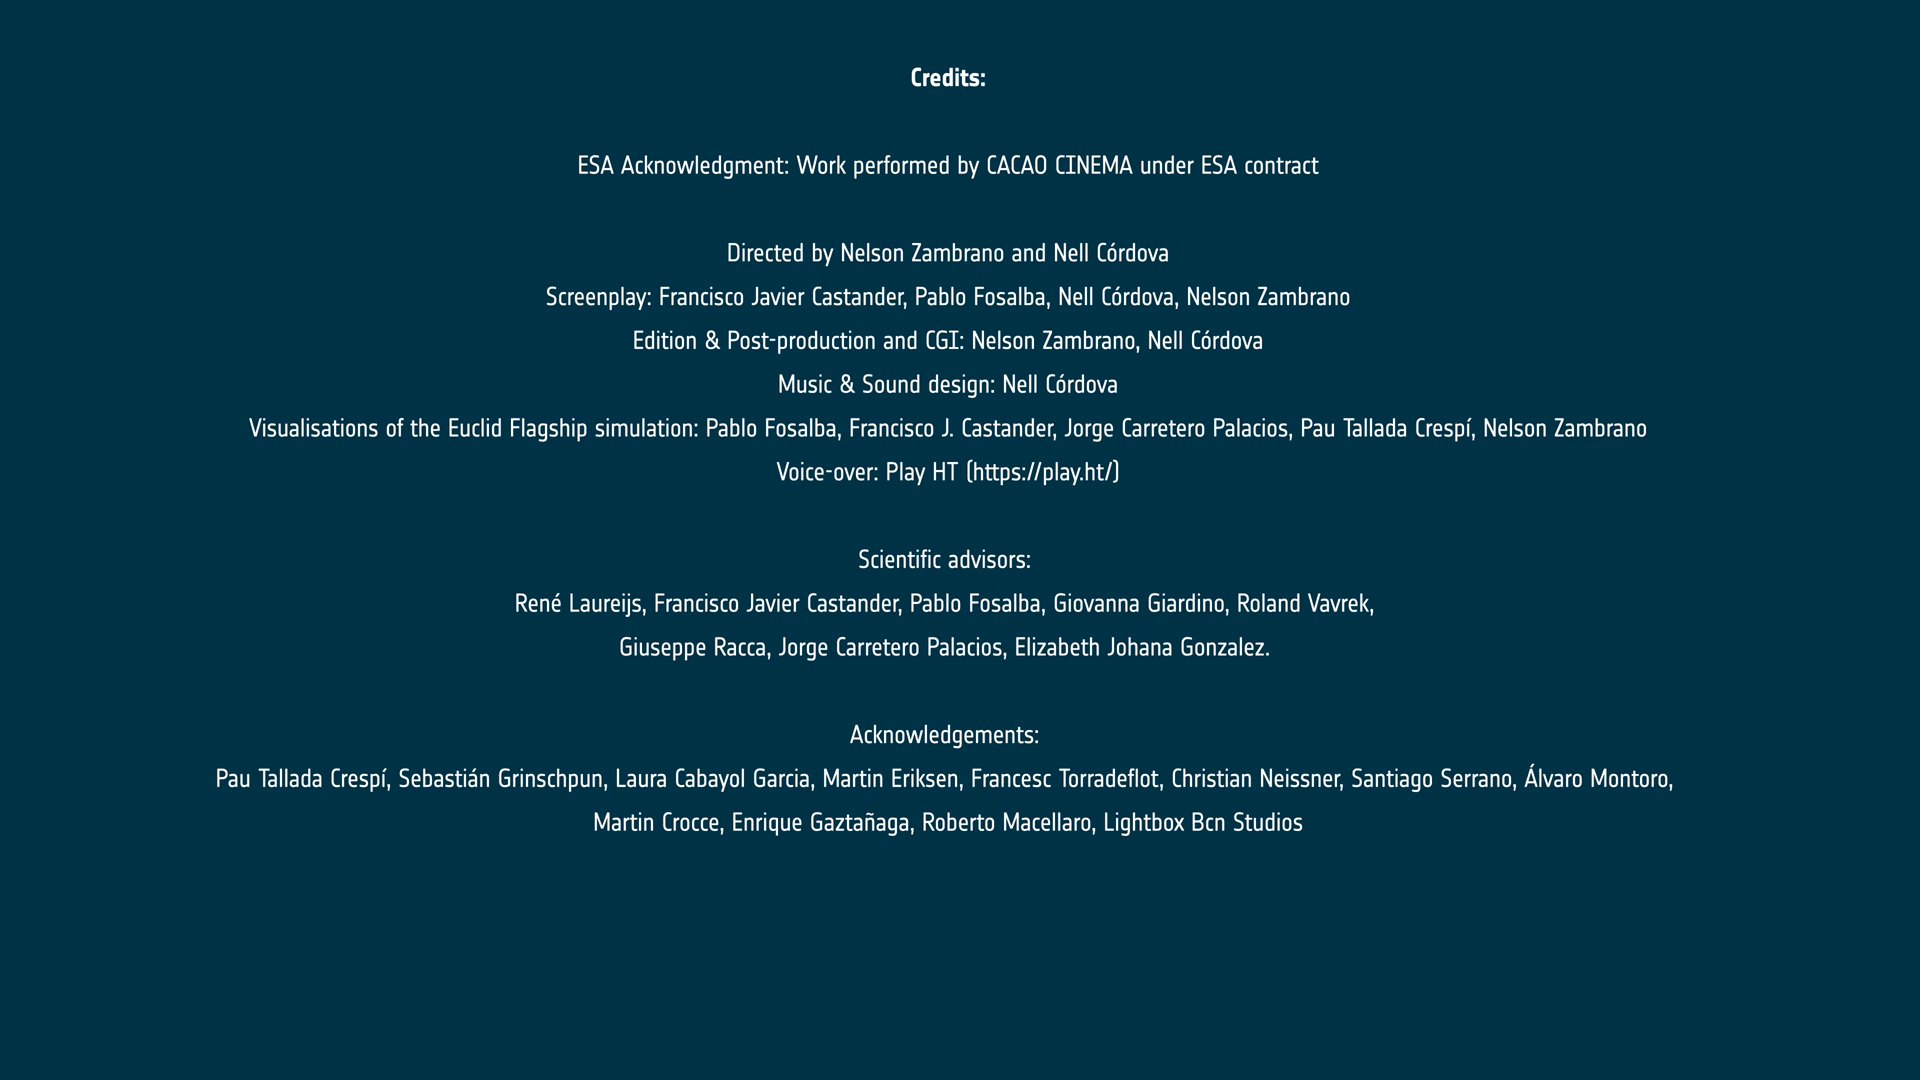 Credits:
ESA Acknowledgment: Work performed by CACAO CINEMA under ESA contract
Directed by Nelson Zambrano and Nell Córdova
Screenplay: Francisco Javier Castander, Pablo Fosalba, Nell Córdova, Nelson Zambrano
Edition & Post-production and CGI: Nelson Zambrano, Nell Córdova
Music & Sound design: Nell Córdova
Visualisations of the Euclid Flagship simulation: Pablo Fosalba, Francisco J. Castander, Jorge Carretero Palacios, Pau Tallada Crespí, Nelson Zambrano
Voice-over: Play HT (https://play.ht/)
Scientific advisors:
René Laureijs, Francisco Javier Castander, Pablo Fosalba, Giovanna Giardino, Roland Vavrek,
Giuseppe Racca, Jorge Carretero Palacios, Elizabeth Johana Gonzalez.
Acknowledgements:
Pau Tallada Crespí, Sebastián Grinschpun, Laura Cabayol Garcia, Martin Eriksen, Francesc Torradeflot, Christian Neissner, Santiago Serrano, Álvaro Montoro,
Martin Crocce, Enrique Gaztañaga, Roberto Macellaro, Lightbox Bcn Studios